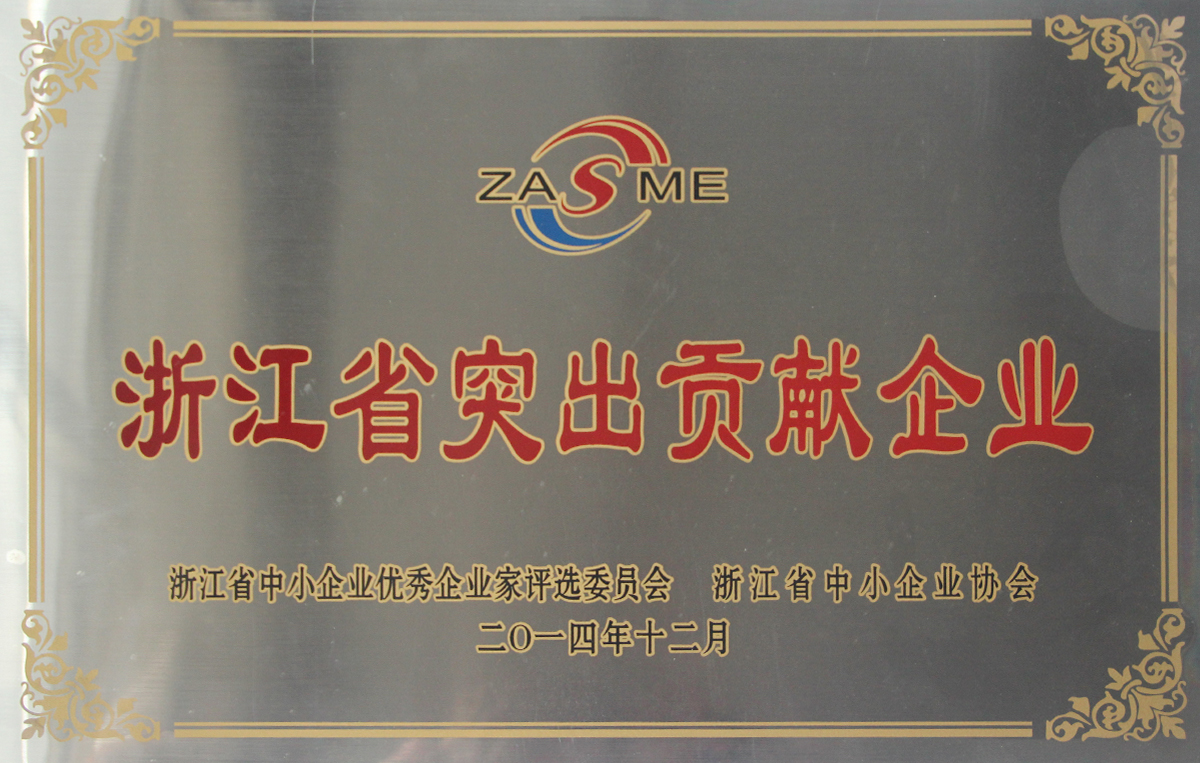 ZASME
浙江省突出贡献企业
浙江省中小企业优秀企业家评选委员会 浙江省中小企业协会
二〇一四年十二月